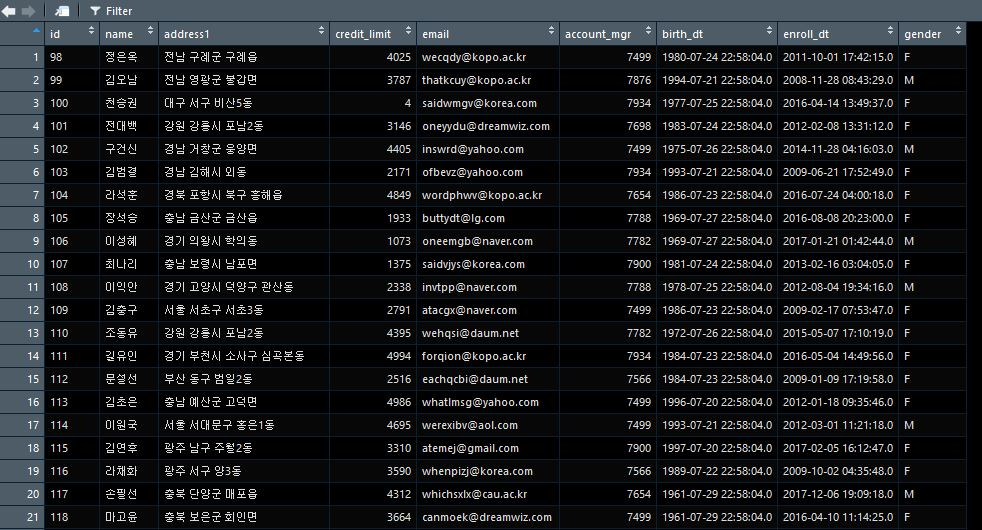 Filter
id name address1 credit_limit email account_mgr birth_dt enroll_dt gender
1 98 정은옥 전남 구례군 구례읍 4025 wecqdy@kopo.ac.kr 7499 1980-07-24 22:58:04.0 2011-10-01 17:42:15.0 F
2 99 김오남 전남 영광군 불갑면 3787 thatkcuy@kopo.ac.kr 7876 1994-07-21 22:58:04.0 2008-11-28 08:43:29.0 M
3 100 천승권 대구 서구 비산5동 4 saidwmgv@korea.com 7934 1977-07-25 22:58:04.0 2016-04-14 13:49:37.0 F
4 101 전대백 강원 강릉시 포남2동 3146 oneyydu@dreamwiz.com 7698 1983-07-24 22:58:04.0 2012-02-08 13:31:12.0 F
5 102 구건신 경남 거창군 웅양면 4405 inswrd@yahoo.com 7499 1975-07-26 22:58:04.0 2014-11-28 04:16:03.0 M
6 103 김범결 경남 김해시 외동 2171 ofbevz@yahoo.com 7934 1993-07-21 22:58:04.0 2009-06-21 17:52:49.0 F
7 104 라석훈 경북 포항시 북구 흥해읍 4849 wordphwv@kopo.ac.kr 7654 1986-07-23 22:58:04.0 2016-07-24 04:00:18.0 F
8 105 장석승 충남 금산군 금산읍 1933 buttydt@lg.com 7788 1969-07-27 22:58:04.0 2016-08-08 20:23:00.0 F
9 106 이성혜 경기 의왕시 학의동 1073 oneemgb@naver.com 7782 1969-07-27 22:58:04.0 2017-01-21 01:42:44.0 M
10 107 최나리 충남 보령시 남포면 1375 saidvjys@korea.com 7900 1981-07-24 22:58:04.0 2013-02-16 03:04:05.0 F
11 108 이익안 경기 고양시 덕양구 관산동 2338 invtpp@naver.com 7788 1978-07-25 22:58:04.0 2012-08-04 19:34:16.0 M
12 109 김충구 서울 서초구 서초3동 2791 atacgx@naver.com 7499 1986-07-23 22:58:04.0 2009-02-17 07:53:47.0 F
13 110 조동유 강원 강릉시 포남2동 4395 wehqsi@daum.net 7782 1972-07-26 22:58:04.0 2015-05-07 17:10:19.0 F
14 111 길유인 경기 부천시 소사구 심곡본동 4994 forqion@kopo.ac.kr 7934 1984-07-23 22:58:04.0 2016-05-04 14:49:56.0 F
15 112 문설선 부산 동구 범일2동 2516 eachqcbi@daum.net 7566 1984-07-23 22:58:04.0 2009-01-09 17:19:58.0 F
16 113 김초은 충남 예산군 고덕면 4986 whatlmsg@yahoo.com 7499 1996-07-20 22:58:04.0 2012-01-18 09:35:46.0 F
17 114 이원국 서울 서대문구 홍은1동 4695 werexibv@aol.com 7499 1993-07-21 22:58:04.0 2012-03-01 11:21:18.0 M
18 115 김연후 광주 남구 주월2동 3310 atemej@gmail.com 7900 1997-07-20 22:58:04.0 2017-02-05 16:12:47.0 F
19 116 라채화 광주 서구 양3동 3590 whenpizj@korea.com 7566 1989-07-22 22:58:04.0 2009-10-02 04:35:48.0 F
20 117 손필선 충북 단양군 매포읍 4312 whichsxlx@cau.ac.kr 7654 1961-07-29 22:58:04.0 2017-12-06 19:09:18.0 M
21 118 마고윤 충북 보은군 회인면 3664 canmoek@dreamwiz.com 7499 1961-07-29 22:58:04.0 2016-04-10 11:14:25.0 F